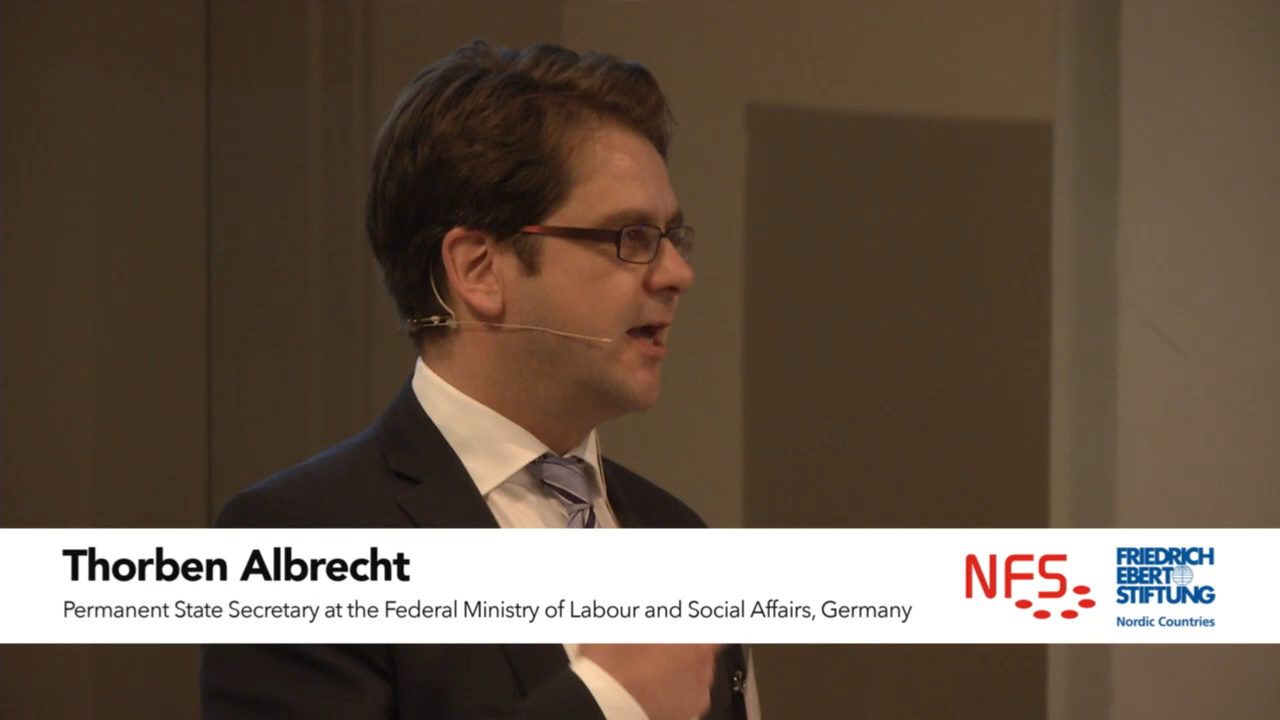 Thorben Albrecht
Permanent State Secretary at the Federal Ministry of Labour and Social Affairs, Germany
NFS
FRIEDRICH
EBERT
STIFTUNG
Nordic Countries